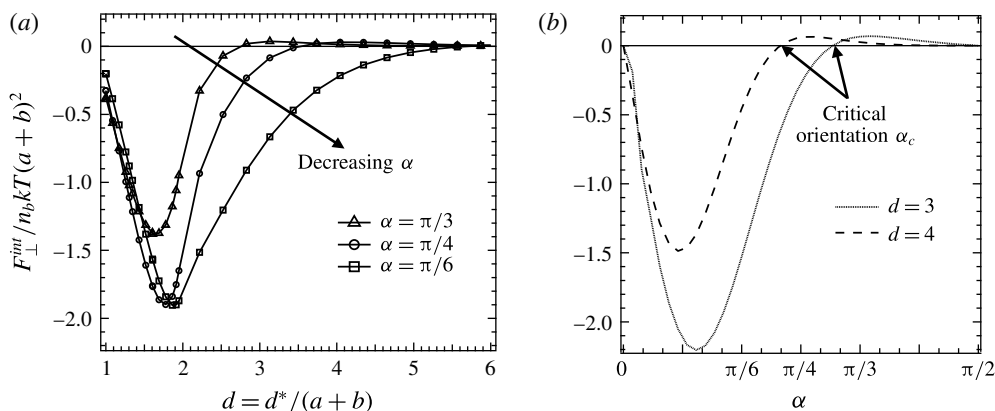 (a)
0
−0.5
−1.0
−1.5
−2.0
F⊥^int/n_b kT(a + b)^2
Decreasing α
α = π/3
α = π/4
α = π/6
1 2 3 4 5 6
d = d*/(a + b)
(b)
0
−0.5
−1.0
−1.5
−2.0
Critical
orientation α_c
d = 3
d = 4
0 π/6 π/4 π/3 π/2
α